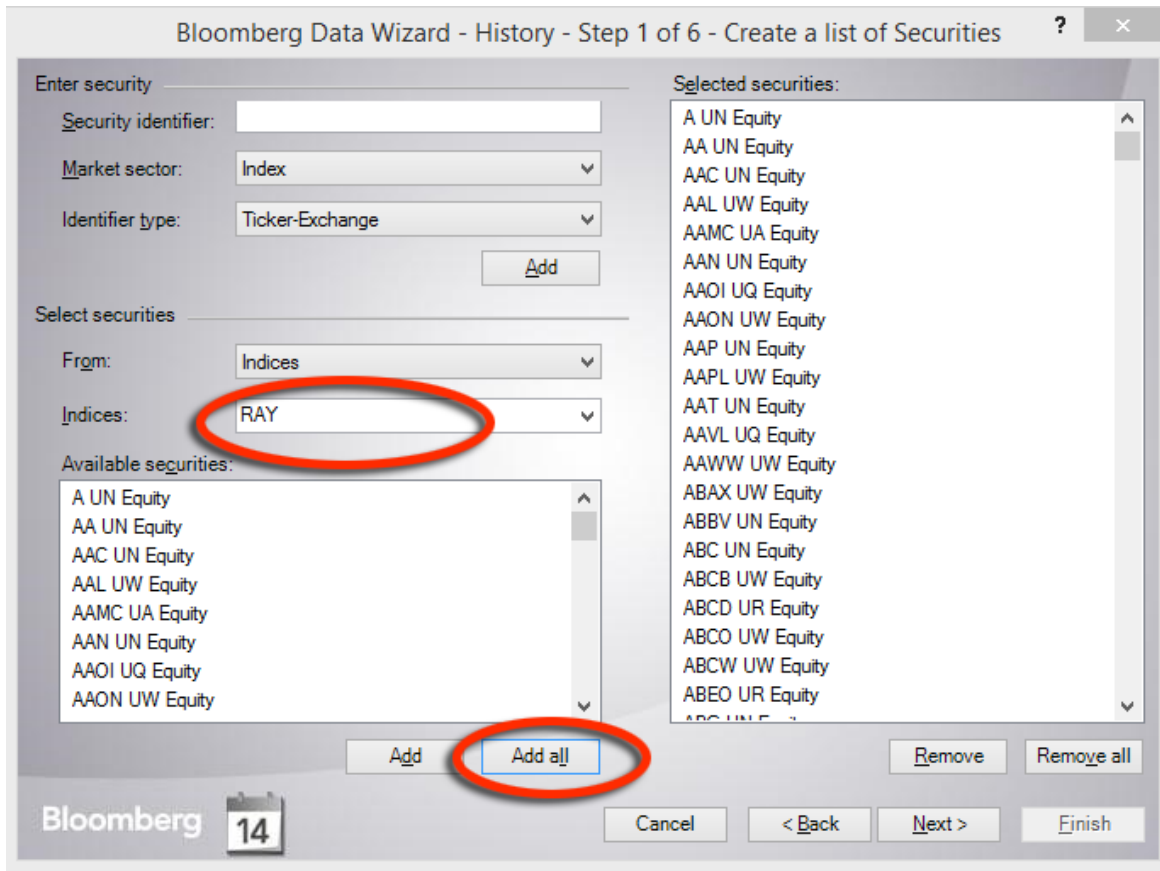 Bloomberg Data Wizard - History - Step 1 of 6 - Create a list of Securities ?
Enter security
Security identifier:
Market sector: Index
Identifier type: Ticker-Exchange
Add
Select securities
From: Indices
Indices: RAY
Available securities:
A UN Equity
AA UN Equity
AAC UN Equity
AAL UW Equity
AAMC UA Equity
AAN UN Equity
AAOI UQ Equity
AAON UW Equity
Add Add all
Selected securities:
A UN Equity
AA UN Equity
AAC UN Equity
AAL UW Equity
AAMC UA Equity
AAN UN Equity
AAOI UQ Equity
AAON UW Equity
AAP UN Equity
AAPL UW Equity
AAT UN Equity
AAVL UQ Equity
AAWW UW Equity
ABAX UW Equity
ABBV UN Equity
ABC UN Equity
ABCB UW Equity
ABCD UR Equity
ABCO UW Equity
ABCW UW Equity
ABEO UR Equity
Remove Remove all
Bloomberg 14
Cancel < Back Next > Finish